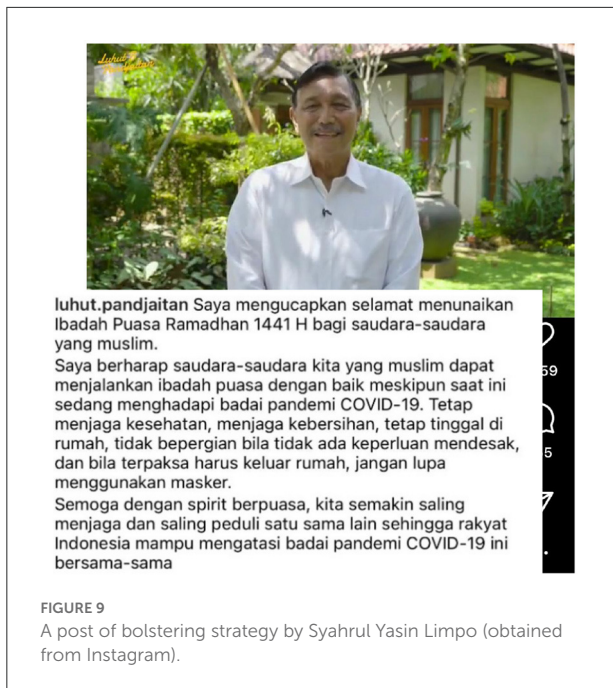 Luhut
Pandjaitan
luhut.pandjaitan Saya mengucapkan selamat menunaikan
Ibadah Puasa Ramadhan 1441 H bagi saudara-saudara
yang muslim.
Saya berharap saudara-saudara kita yang muslim dapat
menjalankan ibadah puasa dengan baik meskipun saat ini
sedang menghadapi badai pandemi COVID-19. Tetap
menjaga kesehatan, menjaga kebersihan, tetap tinggal di
rumah, tidak bepergian bila tidak ada keperluan mendesak,
dan bila terpaksa harus keluar rumah, jangan lupa
menggunakan masker.
Semoga dengan spirit berpuasa, kita semakin saling
menjaga dan saling peduli satu sama lain sehingga rakyat
Indonesia mampu mengatasi badai pandemi COVID-19 ini
bersama-sama
59
5
FIGURE 9
A post of bolstering strategy by Syahrul Yasin Limpo (obtained
from Instagram).